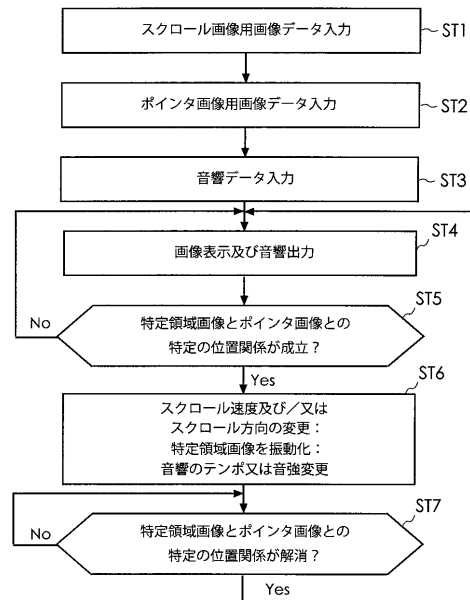 スクロール画像用画像データ入力
ST1
ポインタ画像用画像データ入力
ST2
音響データ入力
ST3
ST4
画像表示及び音響出力
ST5
特定領域画像とポインタ画像との
特定の位置関係が成立？
No
Yes
ST6
スクロール速度及び／又は
スクロール方向の変更：
特定領域画像を振動化：
音響のテンポ又は音強変更
ST7
特定領域画像とポインタ画像との
特定の位置関係が解消？
No
Yes